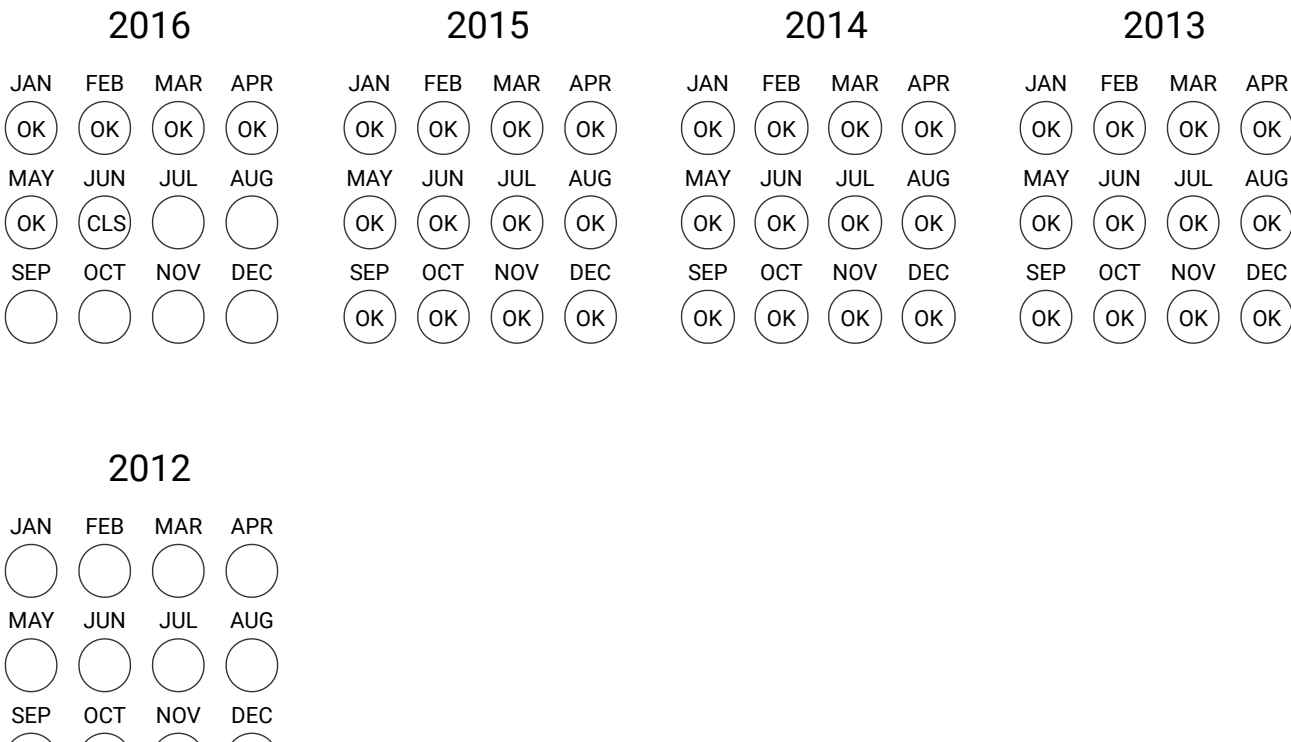 2016 2015 2014 2013
JAN FEB MAR APR JAN FEB MAR APR JAN FEB MAR APR JAN FEB MAR APR
OK OK OK OK OK OK OK OK OK OK OK OK OK OK OK OK
MAY JUN JUL AUG MAY JUN JUL AUG MAY JUN JUL AUG MAY JUN JUL AUG
OK CLS OK OK OK OK OK OK OK OK OK OK OK OK
SEP OCT NOV DEC SEP OCT NOV DEC SEP OCT NOV DEC SEP OCT NOV DEC
OK OK OK OK OK OK OK OK OK OK OK OK
2012
JAN FEB MAR APR
MAY JUN JUL AUG
SEP OCT NOV DEC